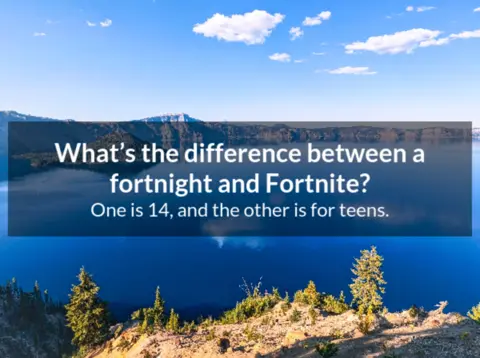 What’s the difference between a
fortnight and Fortnite?
One is 14, and the other is for teens.